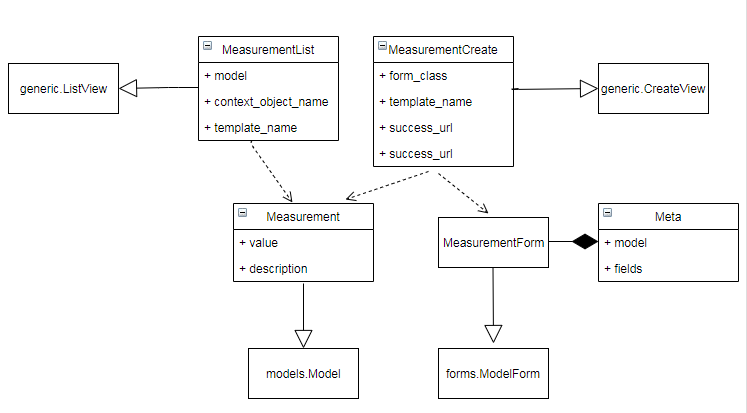 MeasurementList
+ model
+ context_object_name
+ template_name
MeasurementCreate
+ form_class
+ template_name
+ success_url
+ success_url
generic.ListView
generic.CreateView
Measurement
+ value
+ description
MeasurementForm
Meta
+ model
+ fields
models.Model
forms.ModelForm